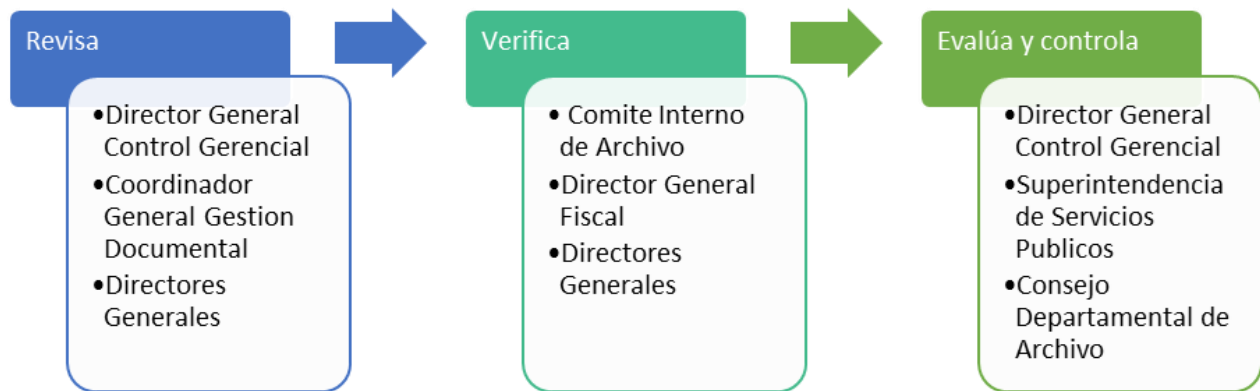 Revisa
•Director General
Control Gerencial
•Coordinador
General Gestion
Documental
•Directores
Generales
Verifica
• Comite Interno
de Archivo
•Director General
Fiscal
•Directores
Generales
Evalúa y controla
•Director General
Control Gerencial
•Superintendencia
de Servicios
Publicos
•Consejo
Departamental de
Archivo